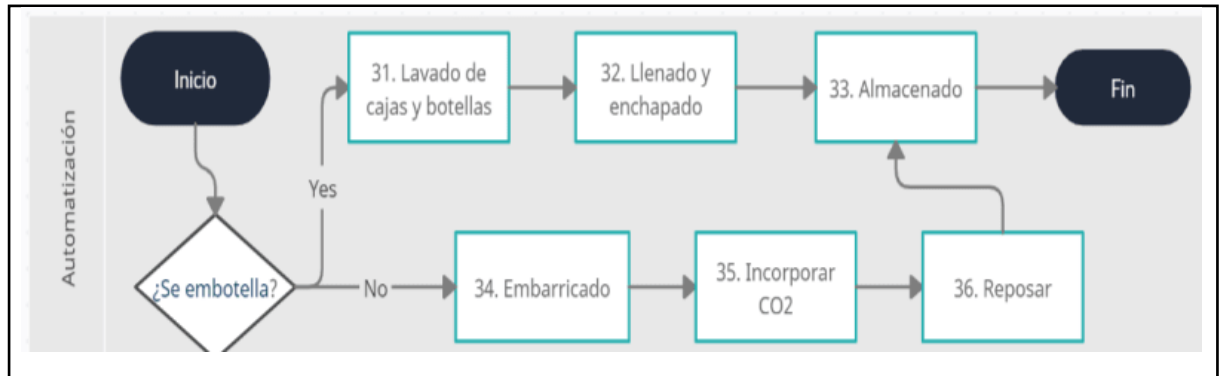 Automatización
Inicio
31. Lavado de
cajas y botellas
32. Llenado y
enchapado
33. Almacenado
Fin
Yes
¿Se embotella?
No
34. Embarricado
35. Incorporar
CO2
36. Reposar